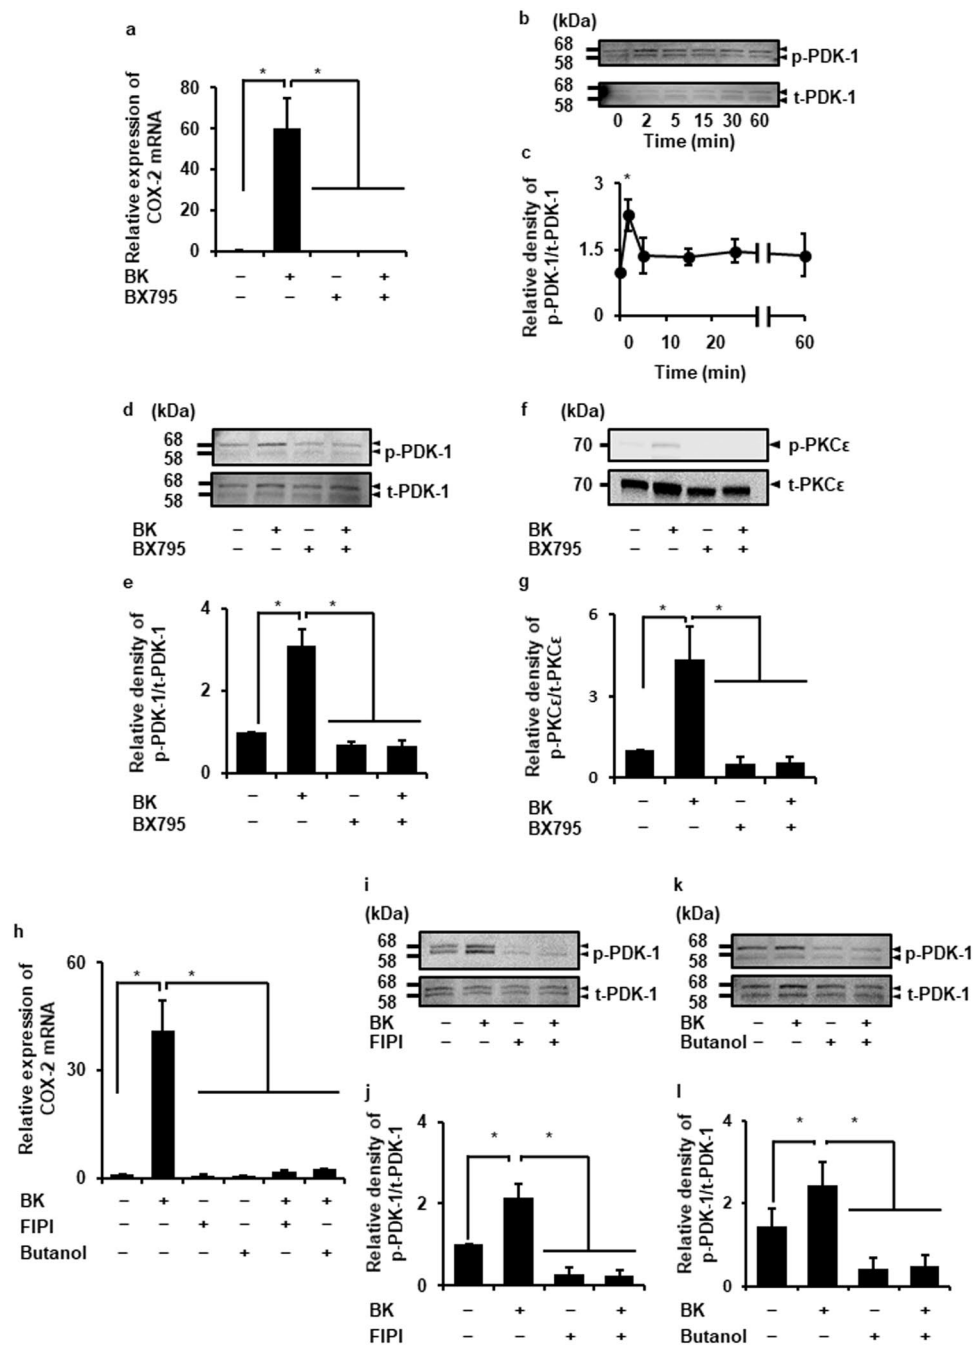 a
Relative expression of
COX-2 mRNA
80
60
40
20
0
* *
BK – + – +
BX795 – – + +
b (kDa)
68
58
p-PDK-1
68
58
t-PDK-1
0 2 5 15 30 60
Time (min)
c
Relative density of
p-PDK-1/t-PDK-1
3
1.5
0
*
0 10 20 60
Time (min)
d (kDa)
68
58
p-PDK-1
68
58
t-PDK-1
BK – + – +
BX795 – – + +
e
Relative density of
p-PDK-1/t-PDK-1
4
2
0
* *
BK – + – +
BX795 – – + +
f (kDa)
70 p-PKCε
70 t-PKCε
BK – + – +
BX795 – – + +
g
Relative density of
p-PKCε/t-PKCε
6
3
0
* *
BK – + – +
BX795 – – + +
h
Relative expression of
COX-2 mRNA
60
30
0
* *
BK – + – – + +
FIPI – – + – + –
Butanol – – – + – +
i
(kDa)
68
58
p-PDK-1
68
58
t-PDK-1
BK – + – +
FIPI – – + +
j
Relative density of
p-PDK-1/t-PDK-1
4
2
0
* *
BK – + – +
FIPI – – + +
k
(kDa)
68
58
p-PDK-1
68
58
t-PDK-1
BK – + – +
Butanol – – + +
l
Relative density of
p-PDK-1/t-PDK-1
4
2
0
* *
BK – + – +
Butanol – – + +